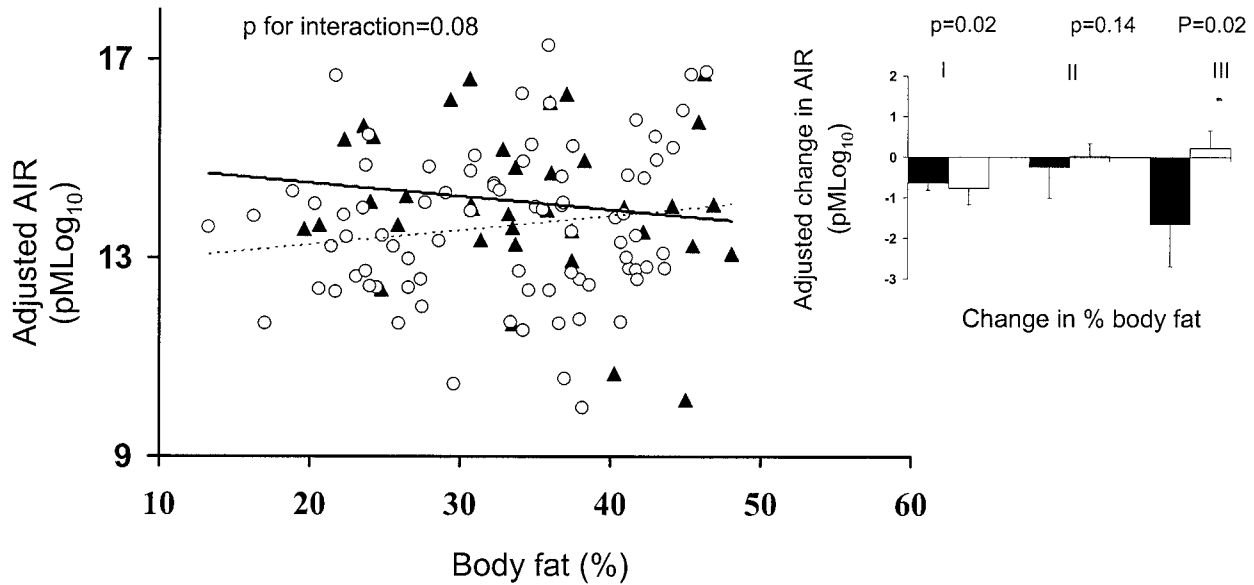 p for interaction=0.08
17
13
9
Adjusted AIR
(pMLog10)
10 20 30 40 50 60
Body fat (%)
p=0.02 p=0.14 P=0.02
I II III
2
1
0
-1
-2
-3
Adjusted change in AIR
(pMLog10)
Change in % body fat